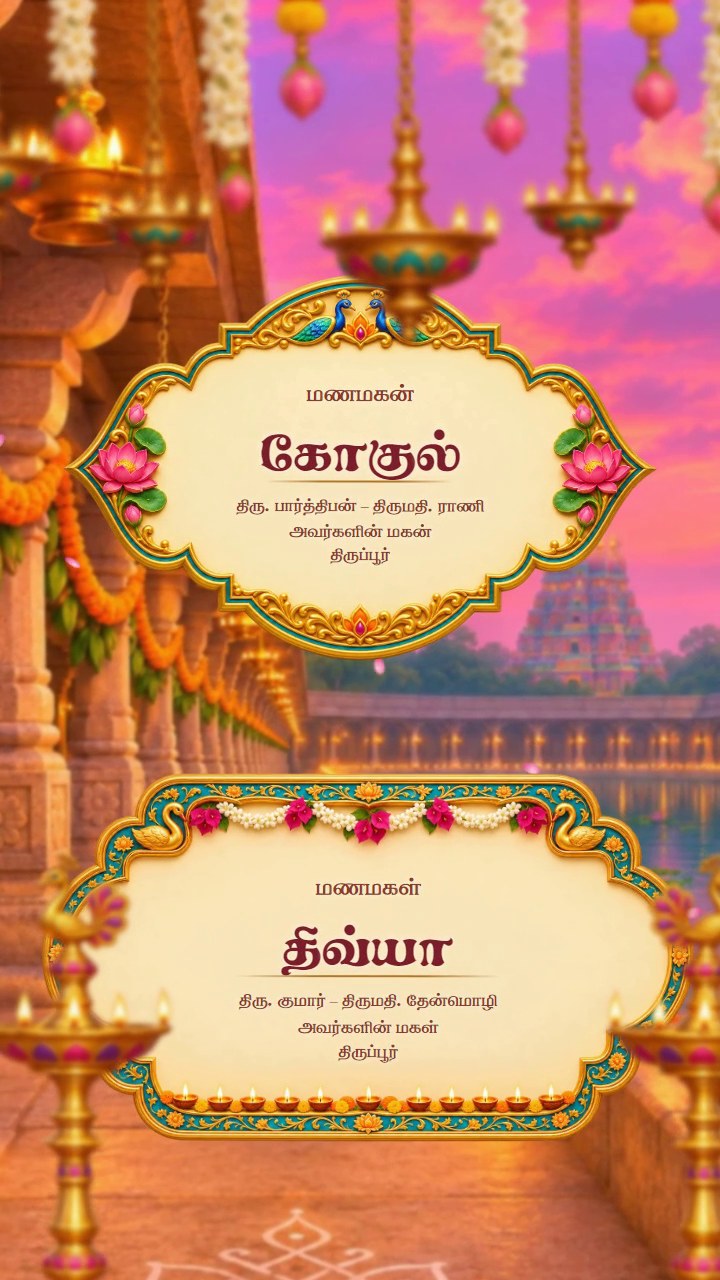 மணமகன்
கோகுல்
திரு. பார்த்திபன் – திருமதி. ராணி
அவர்களின் மகன்
திருப்பூர்
மணமகள்
திவ்யா
திரு. குமார் – திருமதி. தேன்மொழி
அவர்களின் மகள்
திருப்பூர்